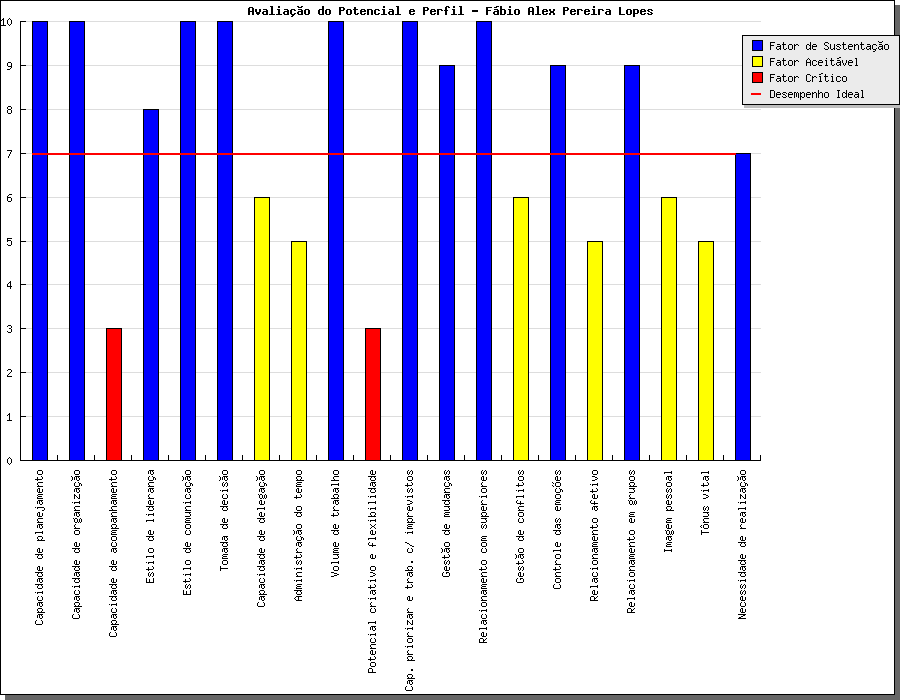 Avaliação do Potencial e Perfil - Fábio Alex Pereira Lopes
Fator de Sustentação
Fator Aceitável
Fator Crítico
Desempenho Ideal
10
9
8
7
6
5
4
3
2
1
0
Capacidade de planejamento
Capacidade de organização
Capacidade de acompanhamento
Estilo de liderança
Estilo de comunicação
Tomada de decisão
Capacidade de delegação
Administração do tempo
Volume de trabalho
Potencial criativo e flexibilidade
Cap. priorizar e trab. c/ imprevistos
Gestão de mudanças
Relacionamento com superiores
Gestão de conflitos
Controle das emoções
Relacionamento afetivo
Relacionamento em grupos
Imagem pessoal
Tônus vital
Necessidade de realização